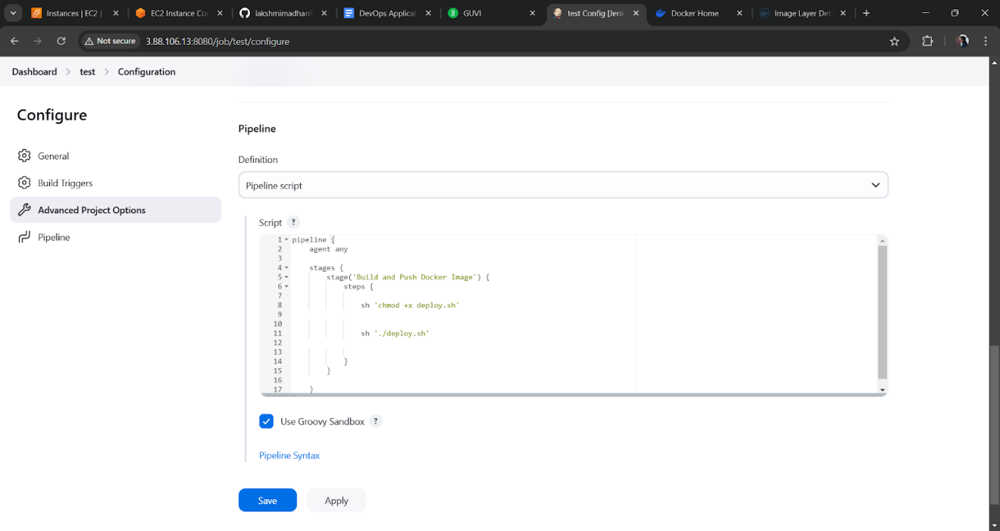 Instances | EC2 |
EC2 Instance Con
lakshmimadhan9
DevOps Applicat
GUVI
test Config [Jenk
Docker Home
Image Layer Det
Not secure
3.88.106.13:8080/job/test/configure
Dashboard
test
Configuration
Configure
General
Build Triggers
Advanced Project Options
Pipeline
Pipeline
Definition
Pipeline script
Script ?
1 pipeline {
2 agent any
3
4 stages {
5 stage('Build and Push Docker Image') {
6 steps {
7
8 sh 'chmod +x deploy.sh'
9
10
11 sh './deploy.sh'
12
13
14 }
15 }
16
17 }
Use Groovy Sandbox ?
Pipeline Syntax
Save
Apply